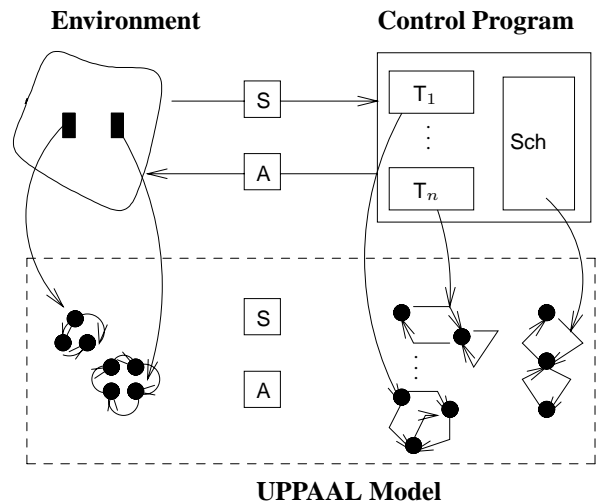 Environment
Control Program
S
T₁
⋮
Sch
A
Tₙ
S
⋮
A
UPPAAL Model